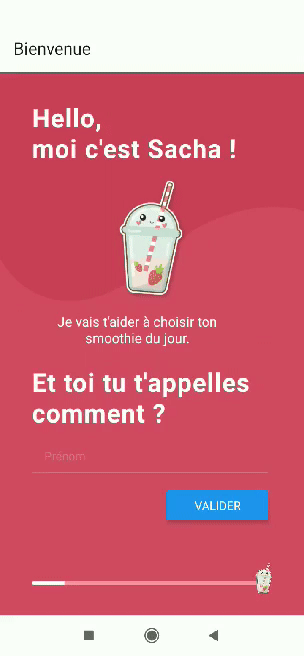 Bienvenue
Hello,
moi c'est Sacha !
Je vais t'aider à choisir ton
smoothie du jour.
Et toi tu t'appelles
comment ?
Prénom
VALIDER